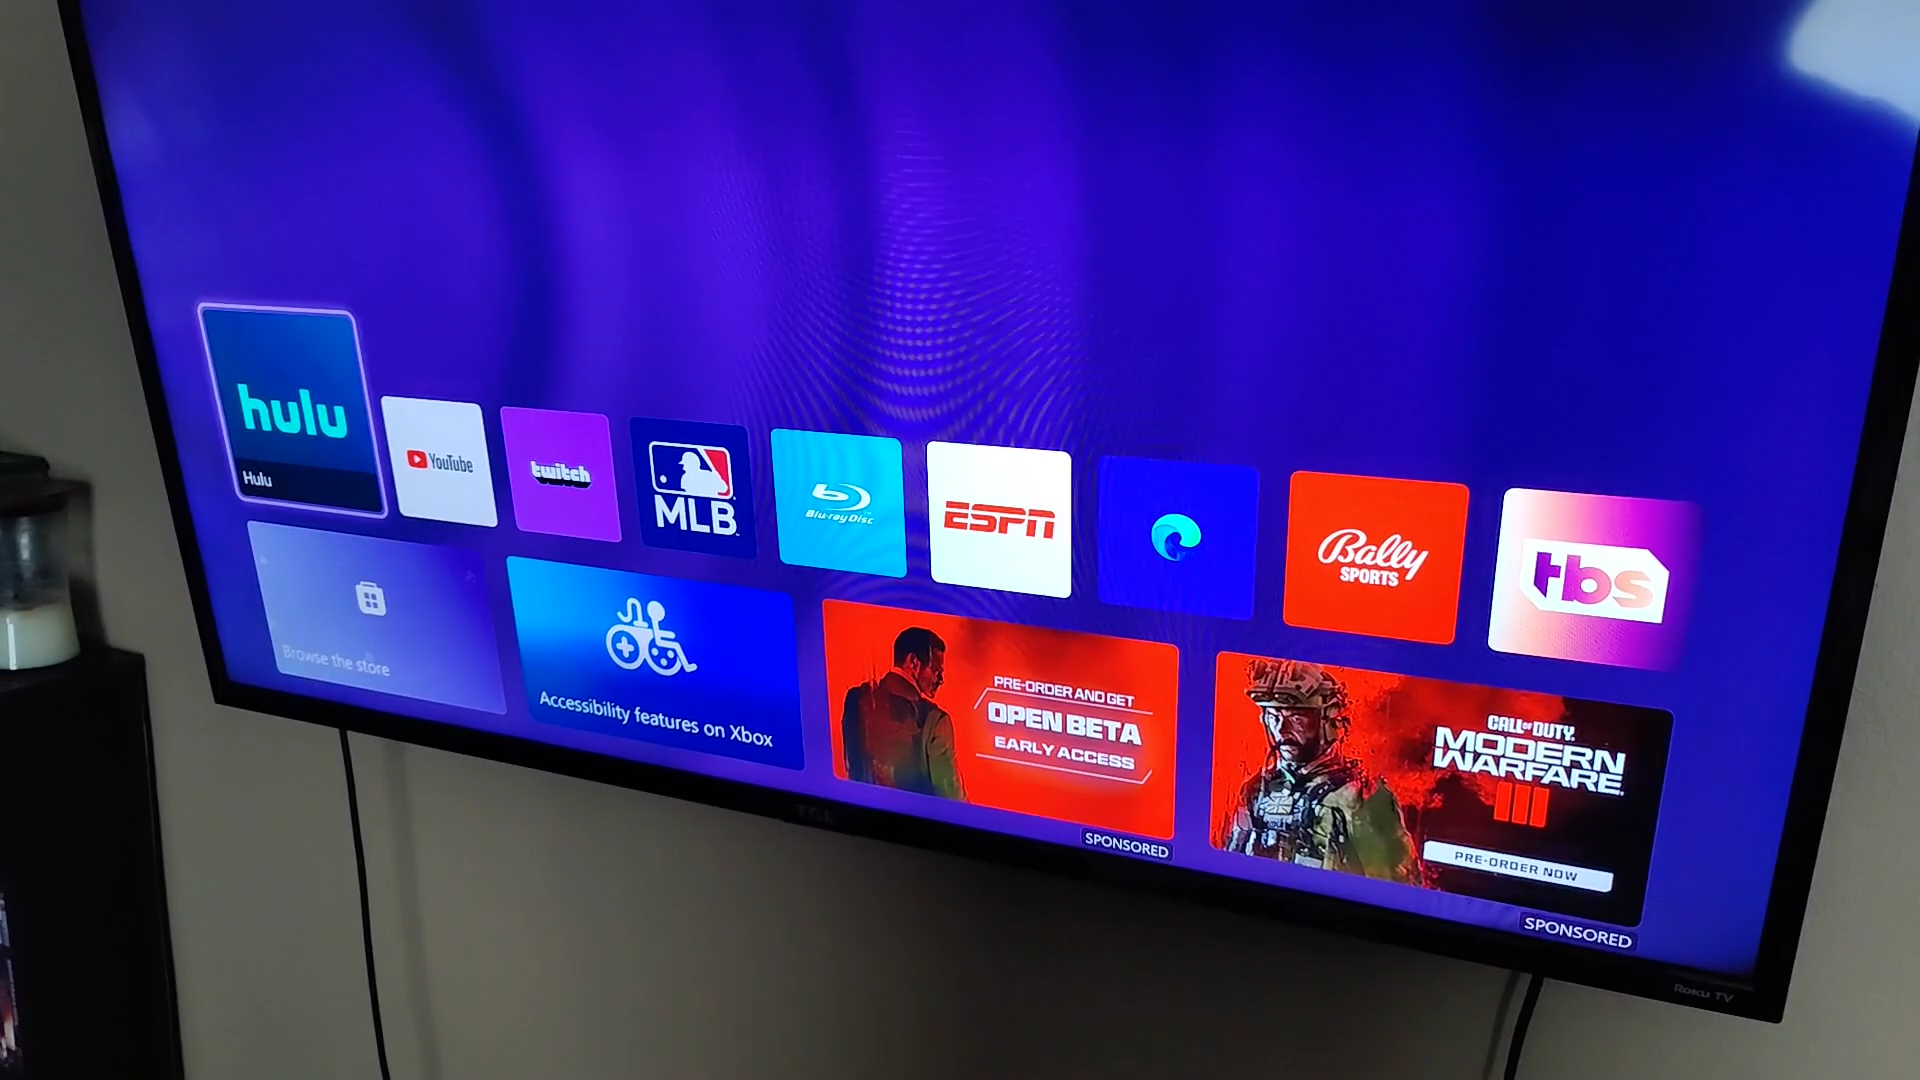 hulu
Hulu
YouTube
twitch
MLB
Blu-ray Disc
ESPN
Bally
SPORTS
tbs
Browse the store
Accessibility features on Xbox
PRE-ORDER AND GET
OPEN BETA
EARLY ACCESS
SPONSORED
CALL OF DUTY.
MODERN
WARFARE.
III
PRE-ORDER NOW
SPONSORED
TCL
Roku TV